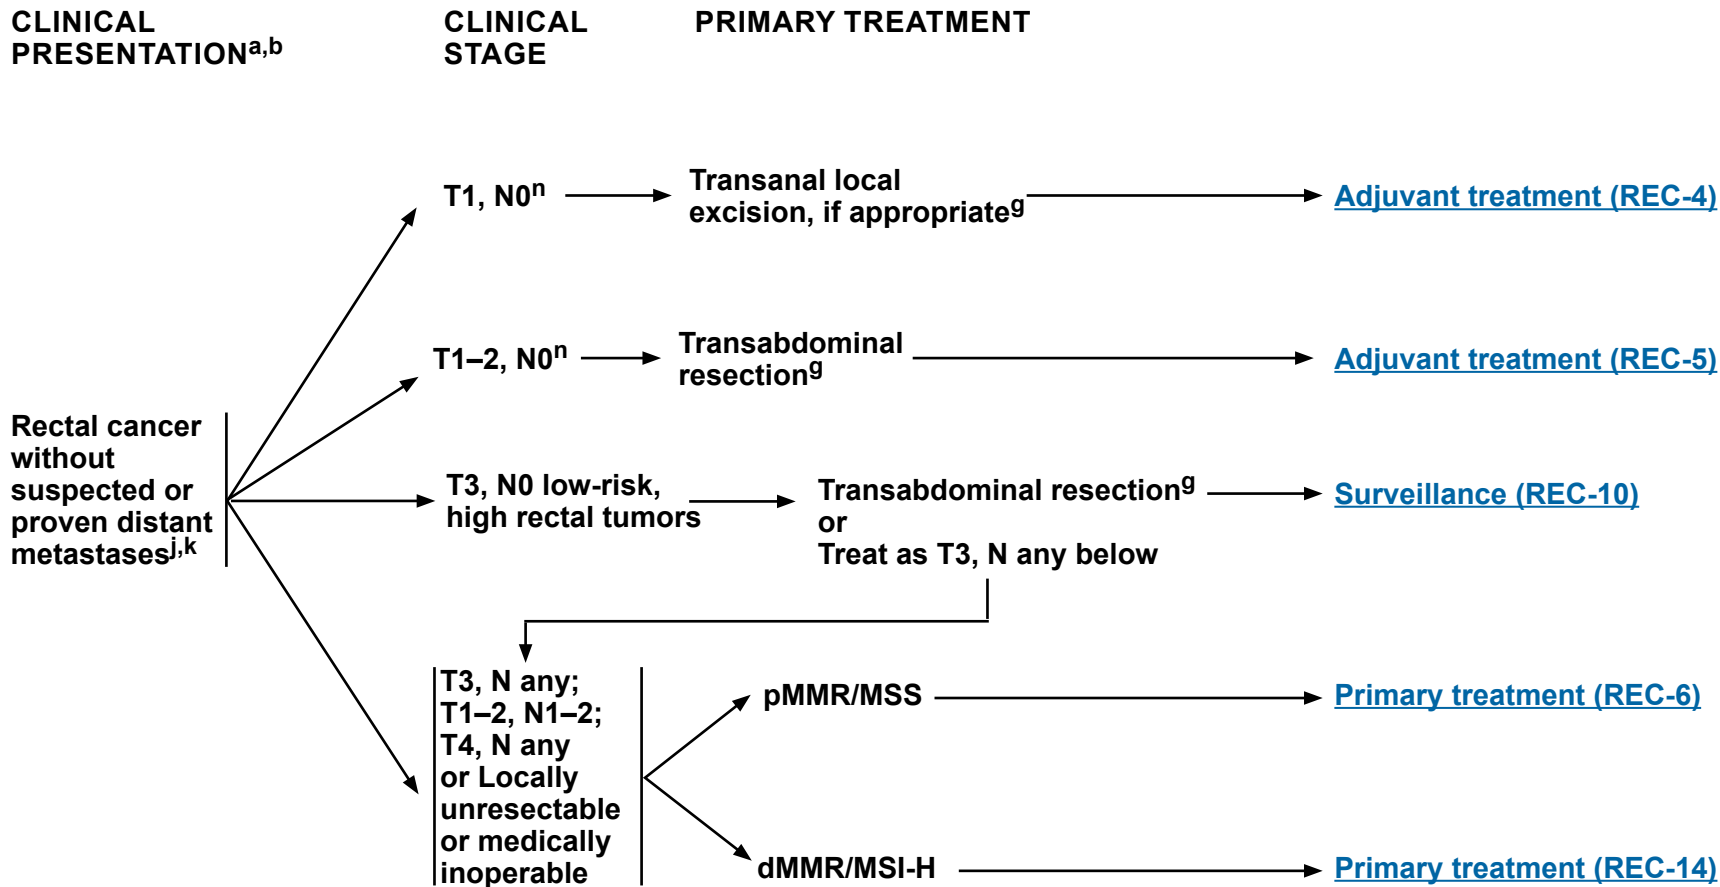 CLINICAL
PRESENTATIONa,b
CLINICAL
STAGE
PRIMARY TREATMENT
T1, N0n
Transanal local
excision, if appropriateg
Adjuvant treatment (REC-4)
T1–2, N0n
Transabdominal
resectiong
Adjuvant treatment (REC-5)
Rectal cancer
without
suspected or
proven distant
metastasesj,k
T3, N0 low-risk,
high rectal tumors
Transabdominal resectiong
or
Treat as T3, N any below
Surveillance (REC-10)
T3, N any;
T1–2, N1–2;
T4, N any
or Locally
unresectable
or medically
inoperable
pMMR/MSS
Primary treatment (REC-6)
dMMR/MSI-H
Primary treatment (REC-14)